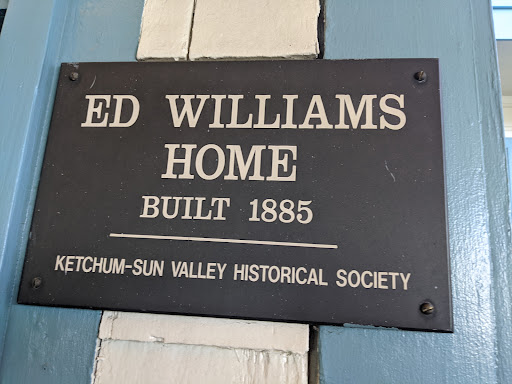 ED WILLIAMS
HOME
BUILT 1885
KETCHUM-SUN VALLEY HISTORICAL SOCIETY